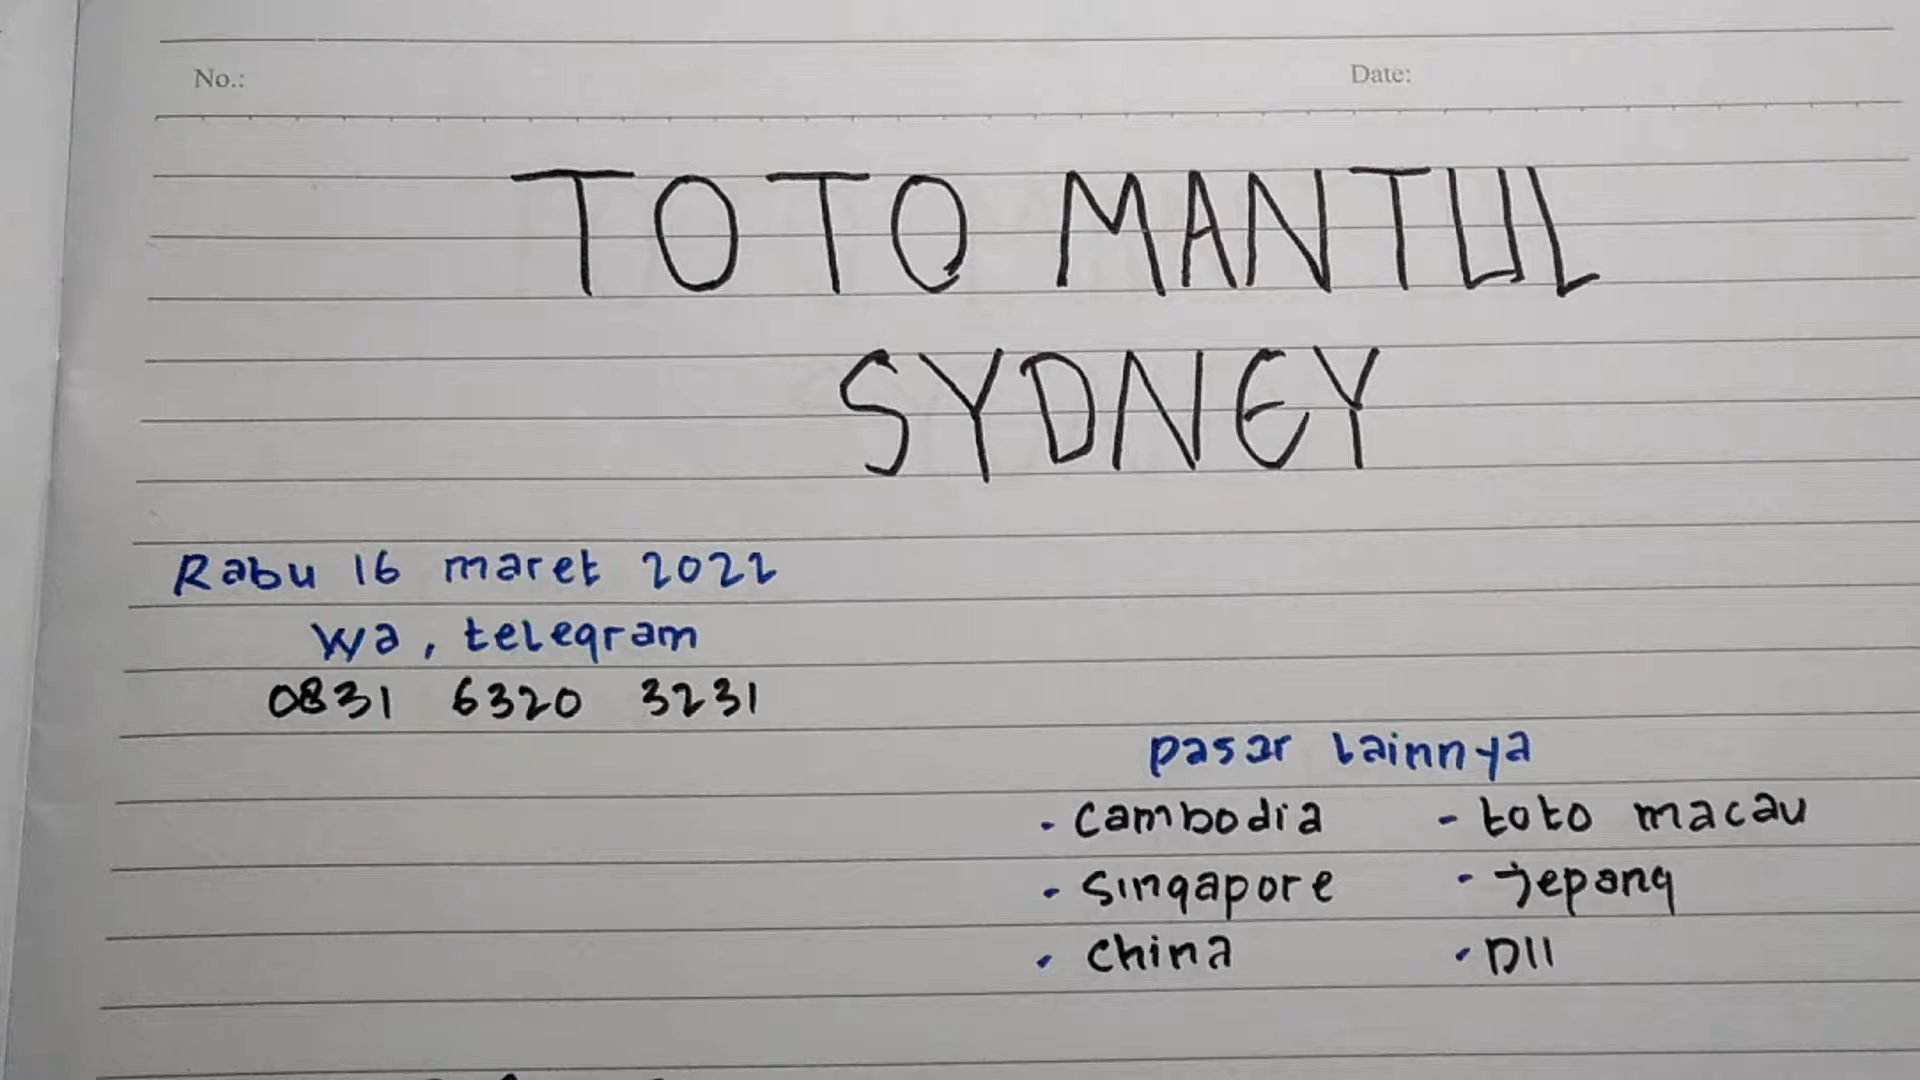 No.: Date:
TOTO MANTUL
SYDNEY
Rabu 16 maret 2022
wa, telegram
0831 6320 3231
pasar lainnya
- Cambodia - toto macau
- Singapore - jepang
- China - Dll